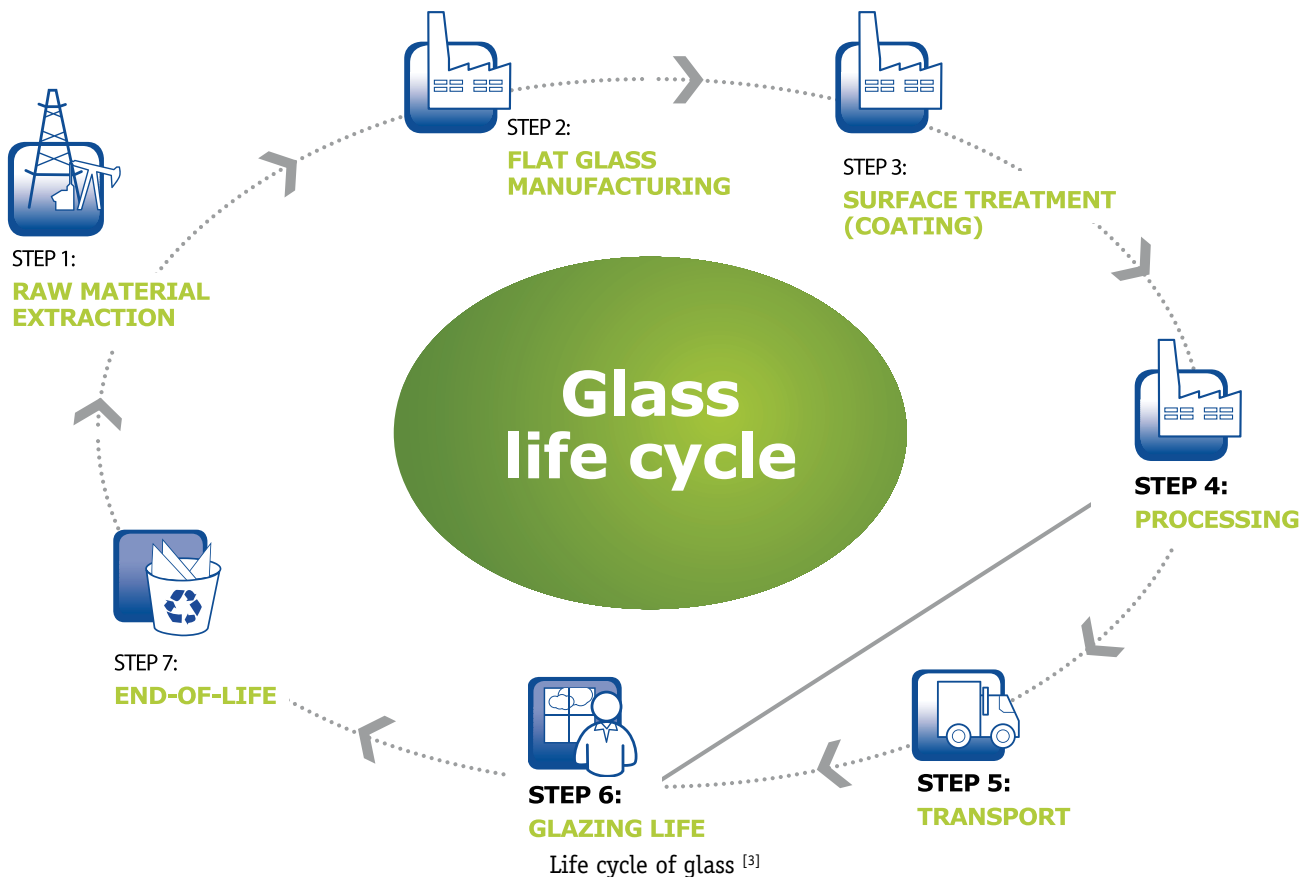 STEP 1:
RAW MATERIAL
EXTRACTION
STEP 2:
FLAT GLASS
MANUFACTURING
STEP 3:
SURFACE TREATMENT
(COATING)
Glass
life cycle
STEP 4:
PROCESSING
STEP 5:
TRANSPORT
STEP 6:
GLAZING LIFE
STEP 7:
END-OF-LIFE
Life cycle of glass [3]